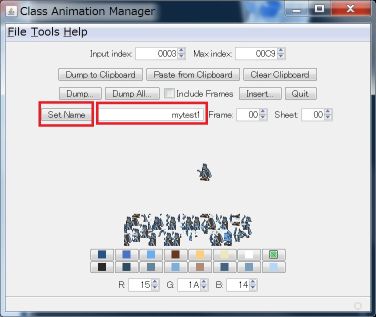 Class Animation Manager
File Tools Help
Input index: 0003 Max index: 00C9
Dump to Clipboard Paste from Clipboard Clear Clipboard
Dump... Dump All... Include Frames Insert... Quit
Set Name mytest1 Frame: 00 Sheet: 00
R: 15 G: 1A B: 14